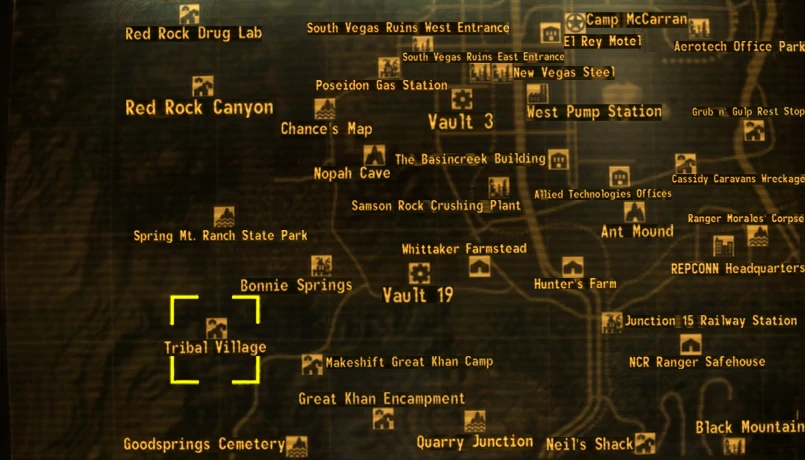 Red Rock Drug Lab
South Vegas Ruins West Entrance
Camp McCarran
El Rey Motel
Aerotech Office Park
South Vegas Ruins East Entrance
New Vegas Steel
Poseidon Gas Station
Red Rock Canyon
Vault 3
West Pump Station
Grub n' Gulp Rest Stop
Chance's Map
Nopah Cave
The Basincreek Building
Cassidy Caravans Wreckage
Allied Technologies Offices
Samson Rock Crushing Plant
Ranger Morales' Corpse
Spring Mt. Ranch State Park
Ant Mound
Whittaker Farmstead
REPCONN Headquarters
Bonnie Springs
Vault 19
Hunter's Farm
Junction 15 Railway Station
Tribal Village
Makeshift Great Khan Camp
NCR Ranger Safehouse
Great Khan Encampment
Black Mountain
Goodsprings Cemetery
Quarry Junction
Neil's Shack